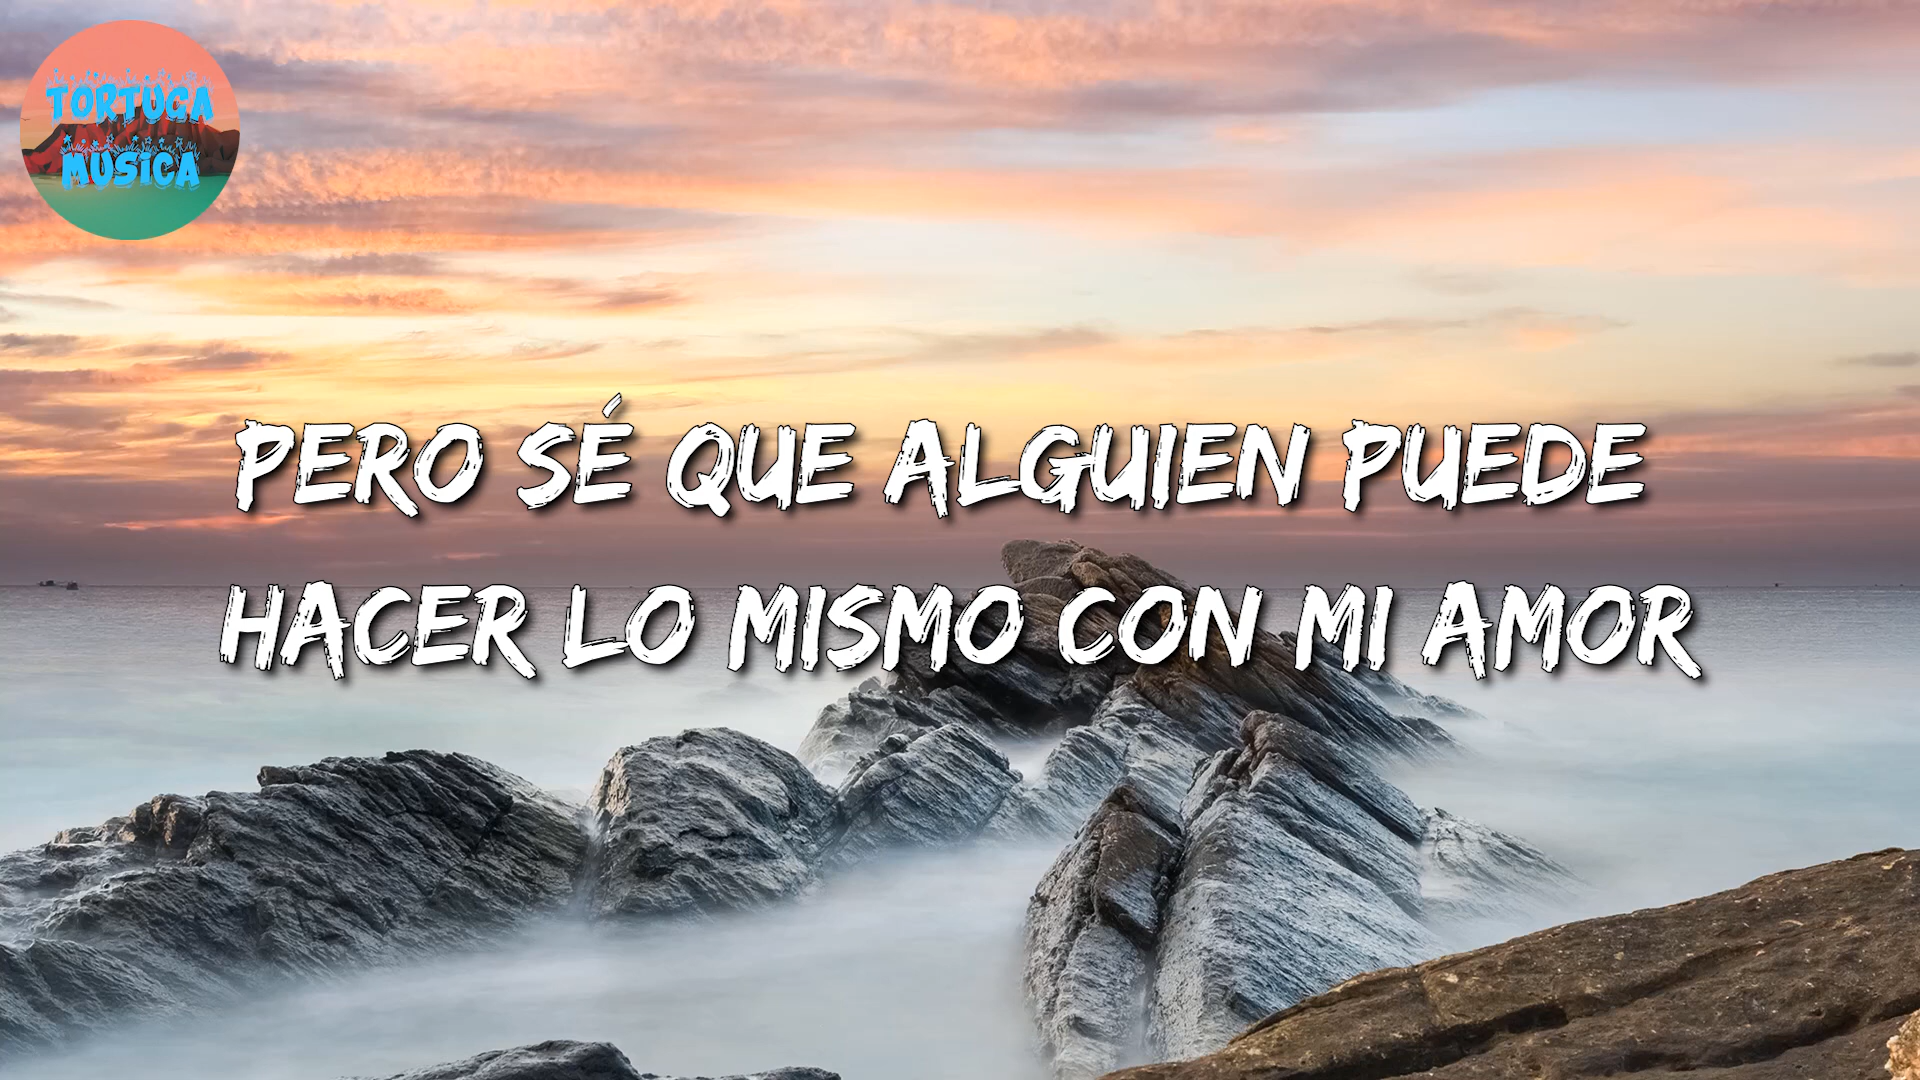 TORTUGA
MUSICA
PERO SÉ QUE ALGUIEN PUEDE
HACER LO MISMO CON MI AMOR